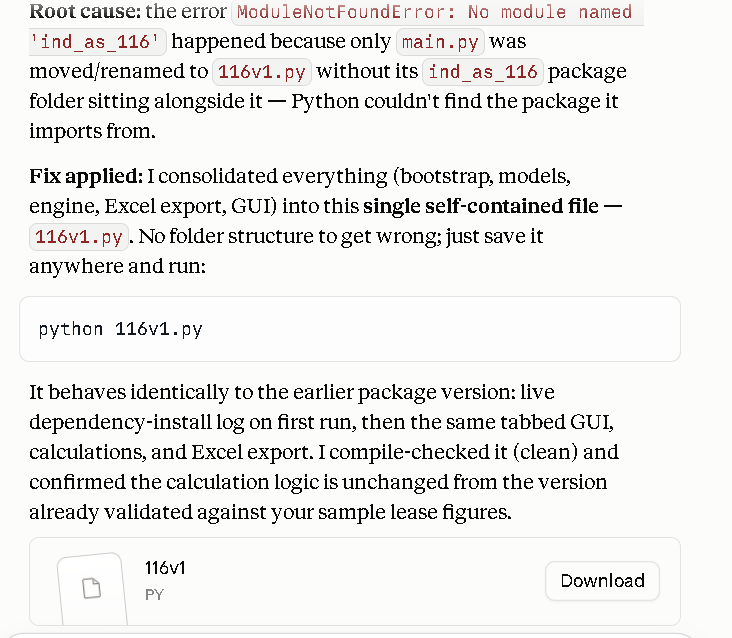 Root cause: the error ModuleNotFoundError: No module named
'ind_as_116' happened because only main.py was
moved/renamed to 116v1.py without its ind_as_116 package
folder sitting alongside it — Python couldn't find the package it
imports from.
Fix applied: I consolidated everything (bootstrap, models,
engine, Excel export, GUI) into this single self-contained file —
116v1.py. No folder structure to get wrong; just save it
anywhere and run:
python 116v1.py
It behaves identically to the earlier package version: live
dependency-install log on first run, then the same tabbed GUI,
calculations, and Excel export. I compile-checked it (clean) and
confirmed the calculation logic is unchanged from the version
already validated against your sample lease figures.
116v1
PY
Download